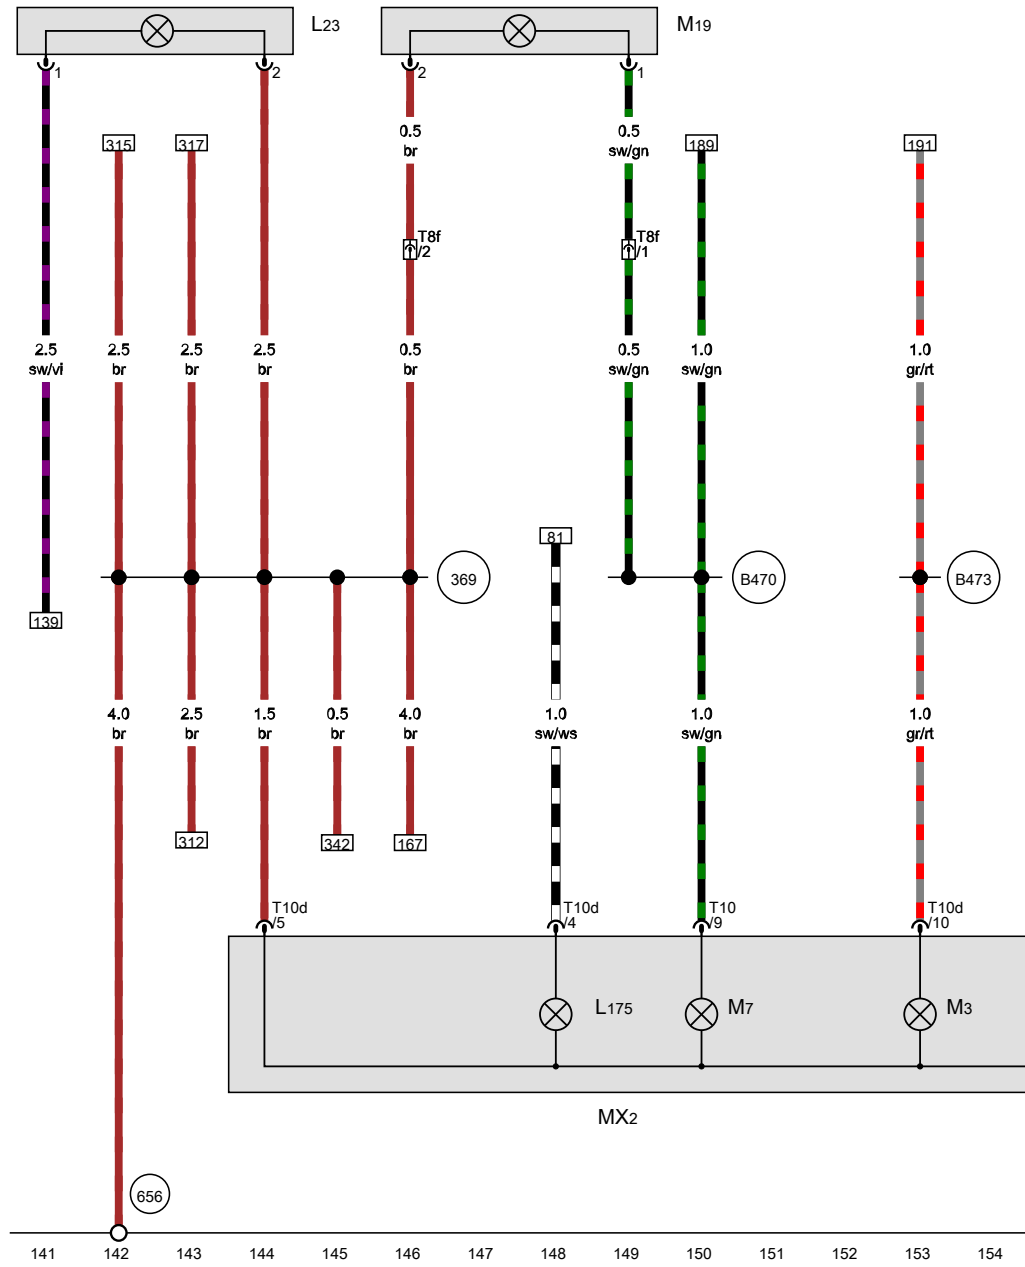 L23
M19
1
2
2
1
0.5
br
0.5
sw/gn
315
317
189
191
T8f
/2
T8f
/1
2.5
sw/vi
2.5
br
2.5
br
2.5
br
0.5
br
0.5
sw/gn
1.0
sw/gn
1.0
gr/rt
81
369
B470
B473
139
4.0
br
2.5
br
1.5
br
0.5
br
4.0
br
1.0
sw/ws
1.0
sw/gn
1.0
gr/rt
312
342
167
T10d
/5
T10d
/4
T10
/9
T10d
/10
L175
M7
M3
MX2
656
141 142 143 144 145 146 147 148 149 150 151 152 153 154